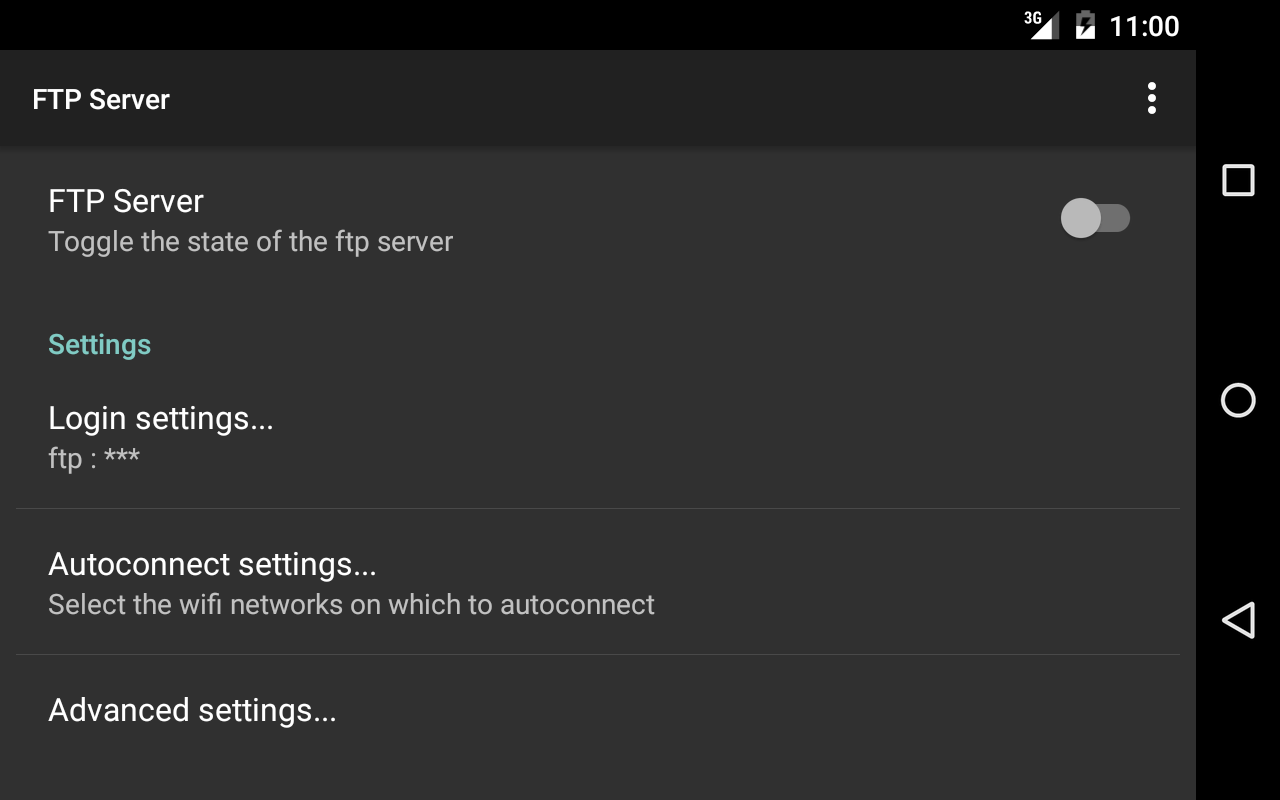 3G 11:00
FTP Server
FTP Server
Toggle the state of the ftp server
Settings
Login settings...
ftp : ***
Autoconnect settings...
Select the wifi networks on which to autoconnect
Advanced settings...